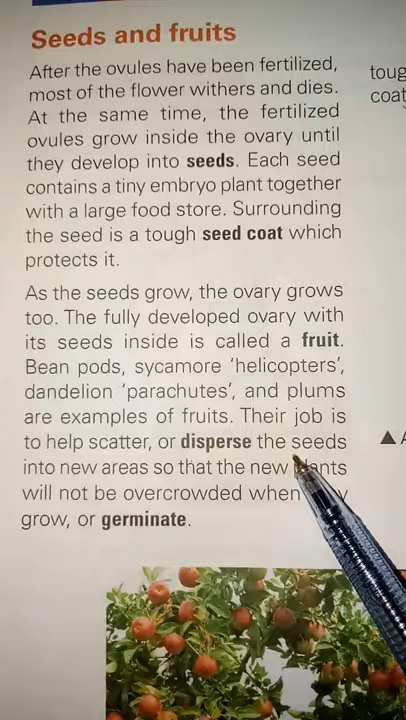 Seeds and fruits
After the ovules have been fertilized,
most of the flower withers and dies.
At the same time, the fertilized
ovules grow inside the ovary until
they develop into seeds. Each seed
contains a tiny embryo plant together
with a large food store. Surrounding
the seed is a tough seed coat which
protects it.
As the seeds grow, the ovary grows
too. The fully developed ovary with
its seeds inside is called a fruit.
Bean pods, sycamore ‘helicopters’,
dandelion ‘parachutes’, and plums
are examples of fruits. Their job is
to help scatter, or disperse the seeds
into new areas so that the new plants
will not be overcrowded when
grow, or germinate.
coat